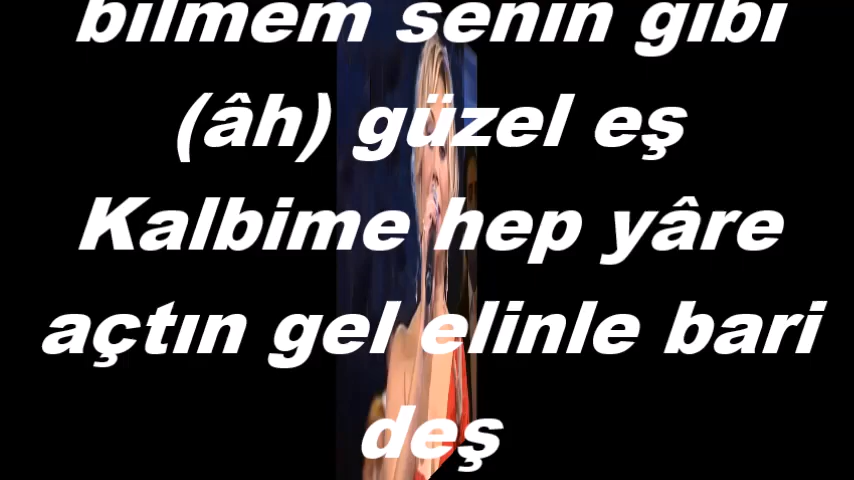 bilmem senin gibi
(âh) güzel eş
Kalbime hep yâre
açtın gel elinle bari
deş